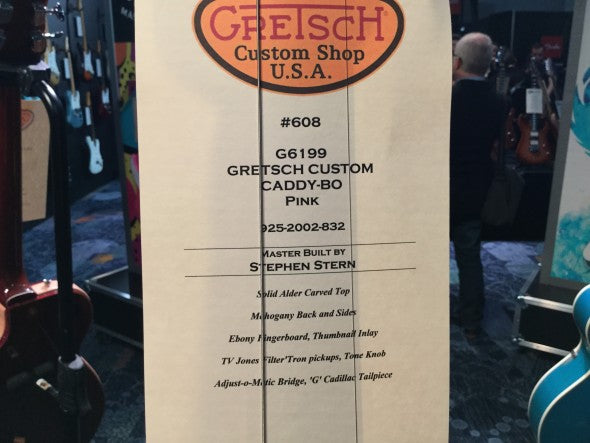 GRETSCH
Custom Shop
U.S.A.
#608
G6199
GRETSCH CUSTOM
CADDY-BO
PINK
925-2002-832
MASTER BUILT BY
STEPHEN STERN
Solid Alder Carved Top
Mahogany Back and Sides
Ebony Fingerboard, Thumbnail Inlay
TV Jones Filter'Tron pickups, Tone Knob
Adjust-o-Matic Bridge, 'G' Cadillac Tailpiece